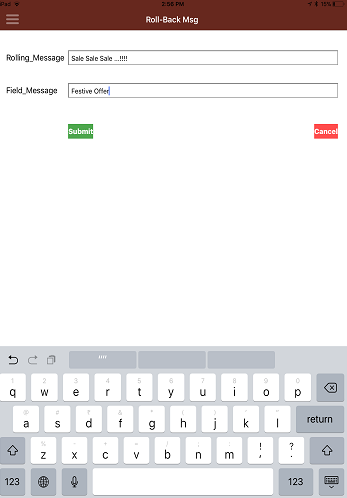 iPad 2:56 PM 15%
Roll-Back Msg
Rolling_Message Sale Sale Sale ...!!!!
Field_Message Festive Offer
Submit Cancel
""
1 2 3 4 5 6 7 8 9 0
q w e r t y u i o p
@ # & * ( ) ' "
a s d f g h j k l return
% - + = / ; :
z x c v b n m ! , ? .
123 123